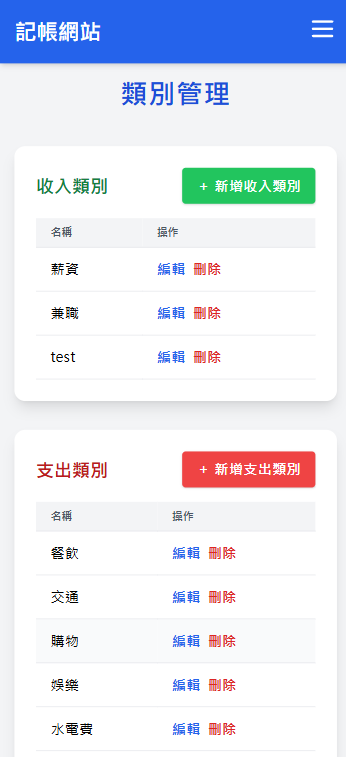 記帳網站
類別管理
收入類別
+ 新增收入類別
名稱 操作
薪資 編輯 刪除
兼職 編輯 刪除
test 編輯 刪除
支出類別
+ 新增支出類別
名稱 操作
餐飲 編輯 刪除
交通 編輯 刪除
購物 編輯 刪除
娛樂 編輯 刪除
水電費 編輯 刪除